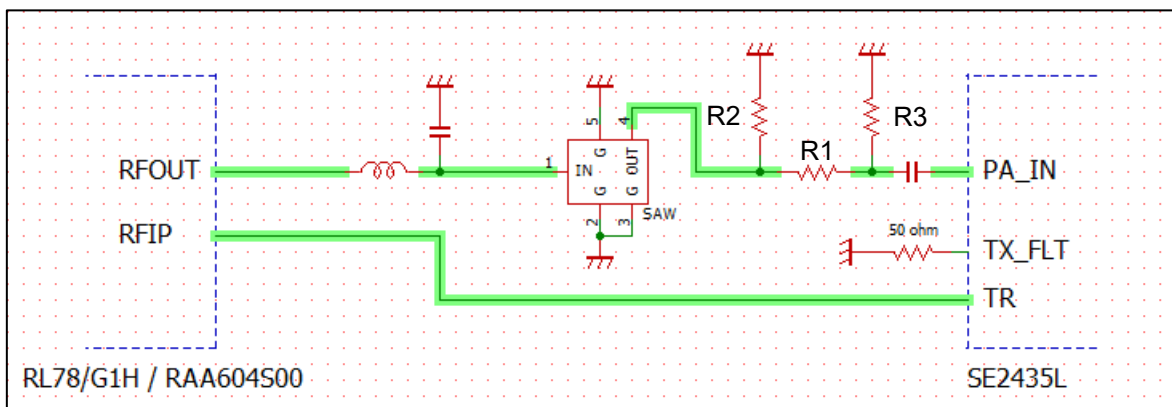 R2
R3
R1
RFOUT
1
IN
G
5
4
G
OUT
G
2
3
SAW
PA_IN
RFIP
50 ohm
TX_FLT
TR
RL78/G1H / RAA604S00
SE2435L